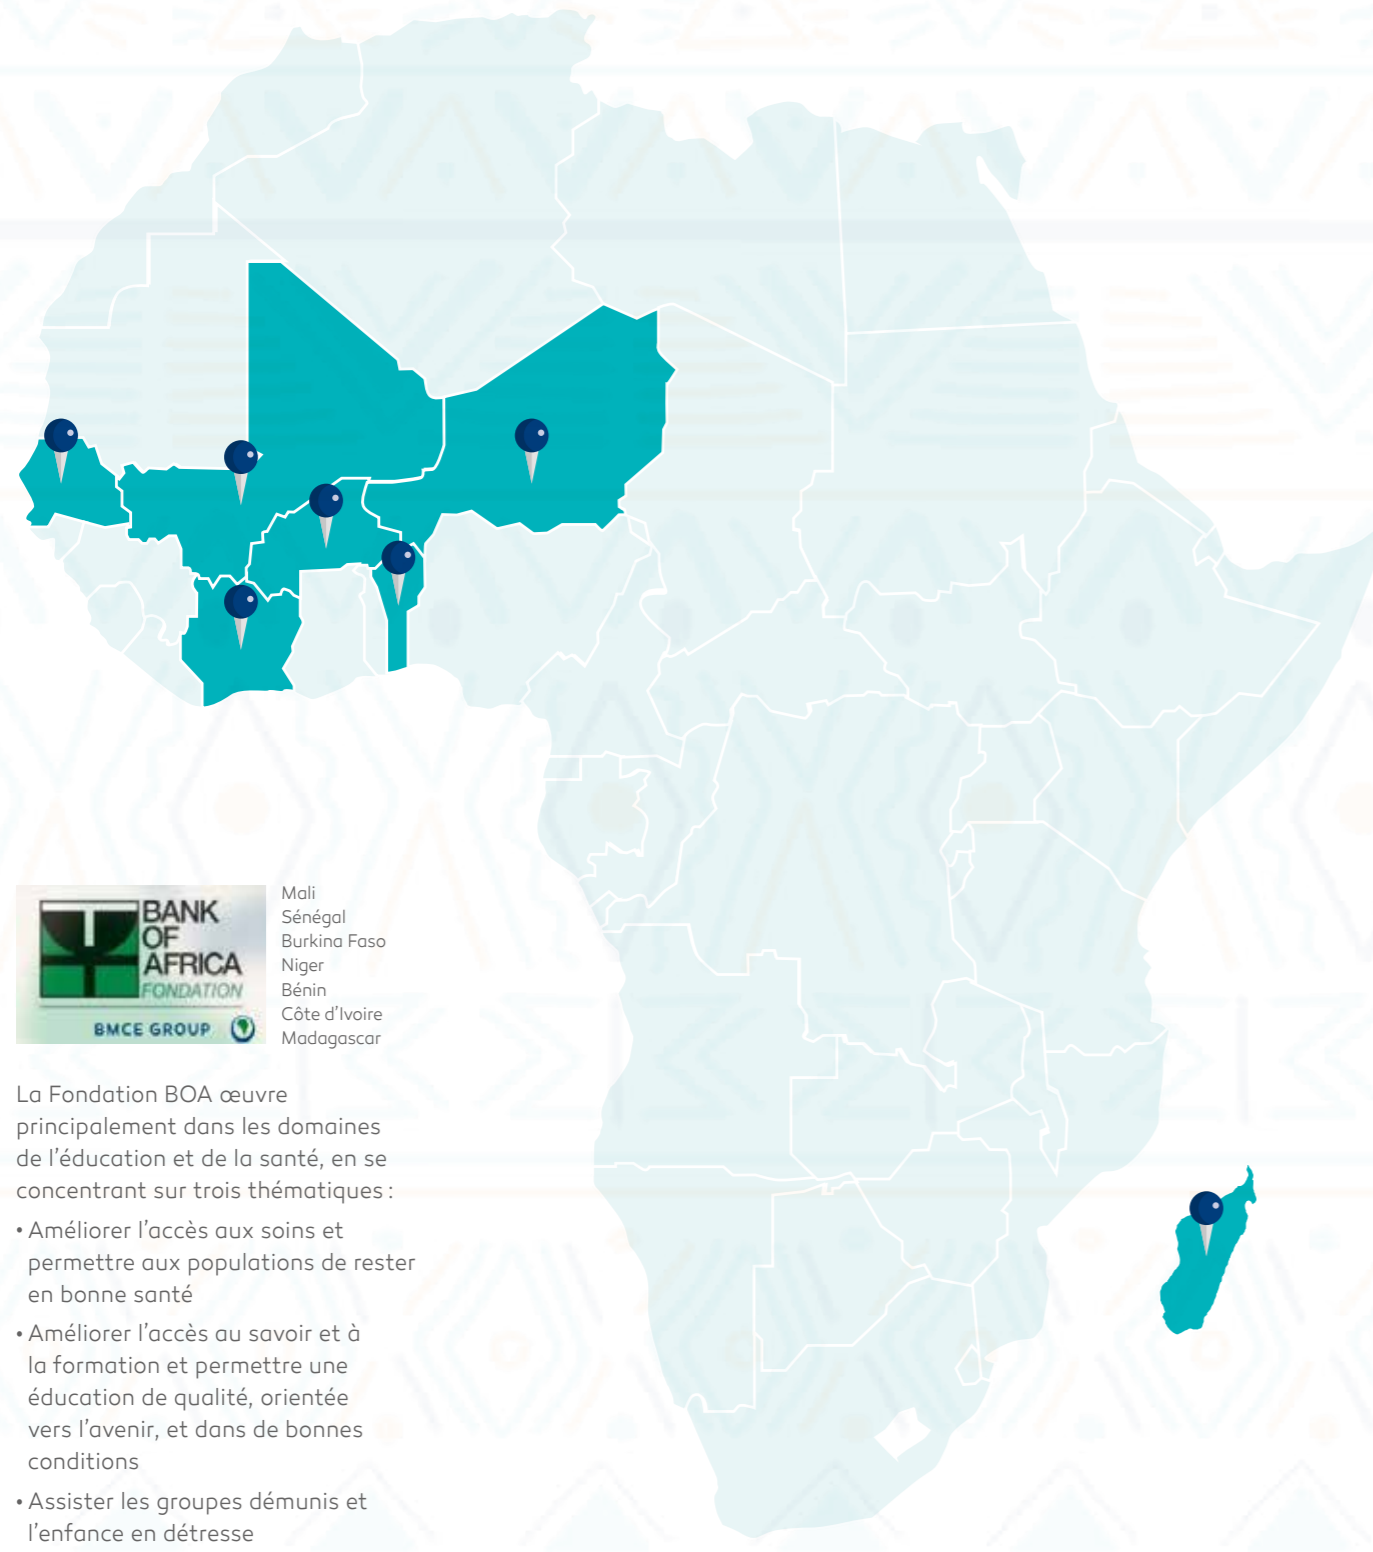 BANK
OF
AFRICA
FONDATION
BMCE GROUP
Mali
Sénégal
Burkina Faso
Niger
Bénin
Côte d'Ivoire
Madagascar
La Fondation BOA œuvre
principalement dans les domaines
de l'éducation et de la santé, en se
concentrant sur trois thématiques :
• Améliorer l'accès aux soins et
permettre aux populations de rester
en bonne santé
• Améliorer l'accès au savoir et à
la formation et permettre une
éducation de qualité, orientée
vers l'avenir, et dans de bonnes
conditions
• Assister les groupes démunis et
l'enfance en détresse